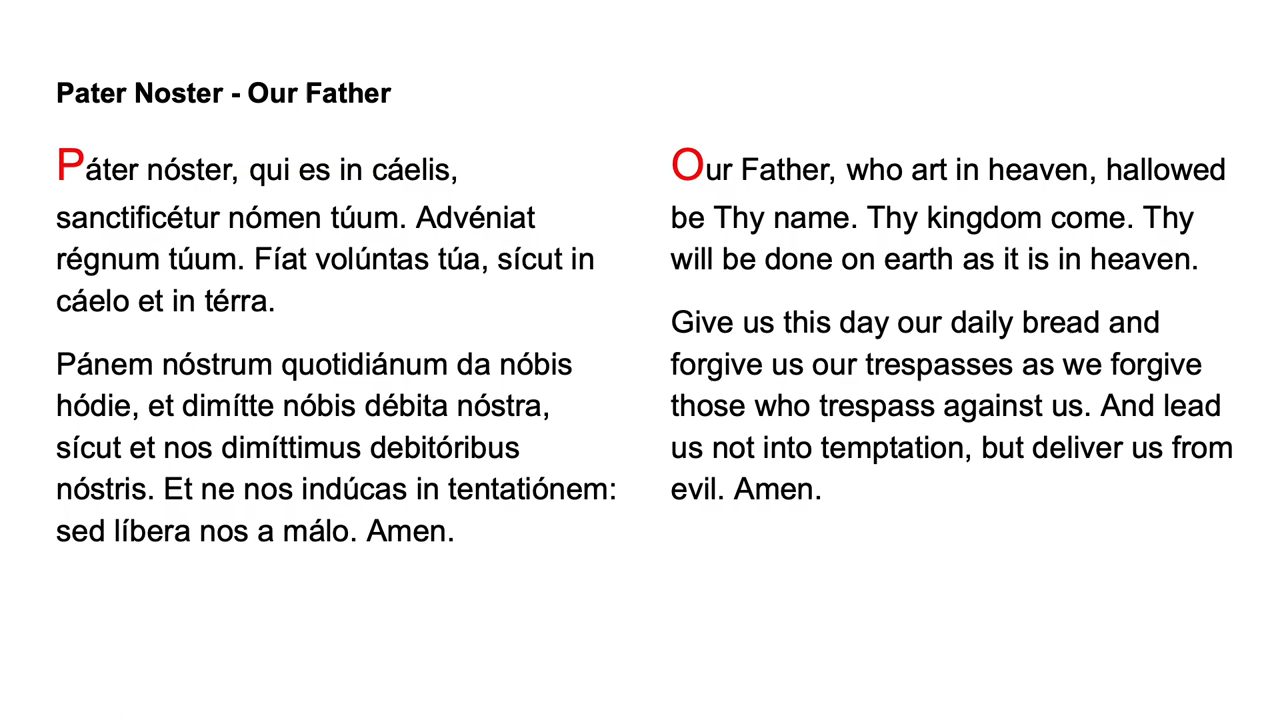 Pater Noster - Our Father
Páter nóster, qui es in cáelis,
sanctificétur nómen túum. Advéniat
régnum túum. Fíat volúntas túa, sícut in
cáelo et in térra.
Pánem nóstrum quotidiánum da nóbis
hódie, et dimítte nóbis débita nóstra,
sícut et nos dimíttimus debitóribus
nóstris. Et ne nos indúcas in tentatiónem:
sed líbera nos a málo. Amen.
Our Father, who art in heaven, hallowed
be Thy name. Thy kingdom come. Thy
will be done on earth as it is in heaven.
Give us this day our daily bread and
forgive us our trespasses as we forgive
those who trespass against us. And lead
us not into temptation, but deliver us from
evil. Amen.